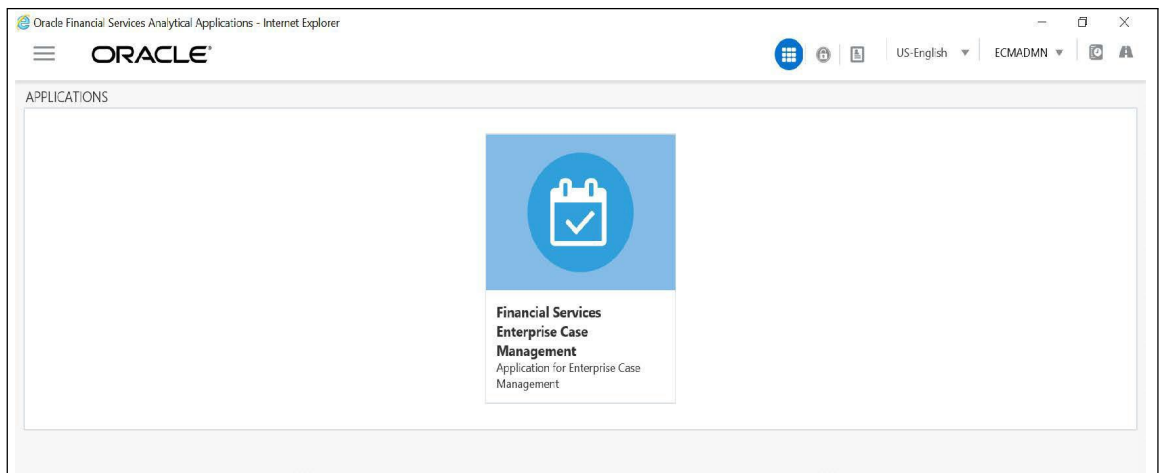 Oracle Financial Services Analytical Applications - Internet Explorer
ORACLE®
US-English
ECMADMN
APPLICATIONS
Financial Services
Enterprise Case
Management
Application for Enterprise Case
Management